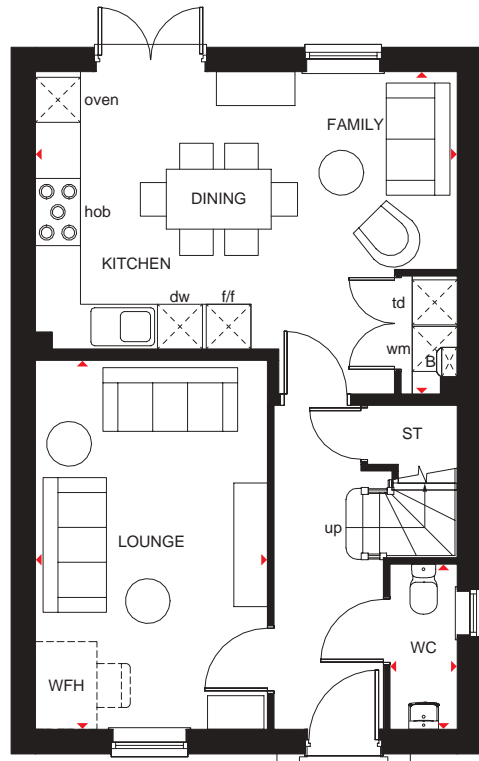 oven
FAMILY
DINING
hob
KITCHEN
dw
f/f
td
wm
B
ST
up
LOUNGE
WC
WFH